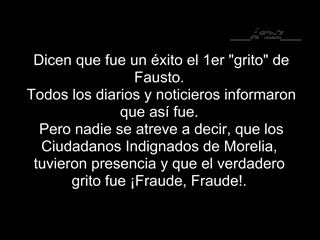 Dicen que fue un éxito el 1er "grito" de
Fausto.
Todos los diarios y noticieros informaron
que así fue.
Pero nadie se atreve a decir, que los
Ciudadanos Indignados de Morelia,
tuvieron presencia y que el verdadero
grito fue ¡Fraude, Fraude!.